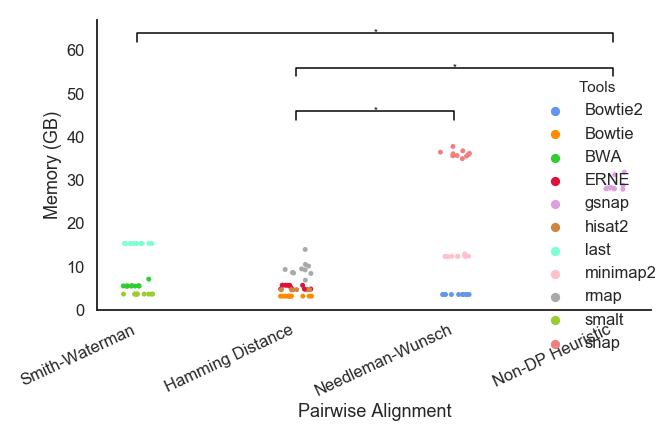 *
*
*
60
50
40
30
20
10
0
Memory (GB)
Tools
Bowtie2
Bowtie
BWA
ERNE
gsnap
hisat2
last
minimap2
rmap
smalt
snap
Smith-Waterman
Hamming Distance
Needleman-Wunsch
Non-DP Heuristic
Pairwise Alignment